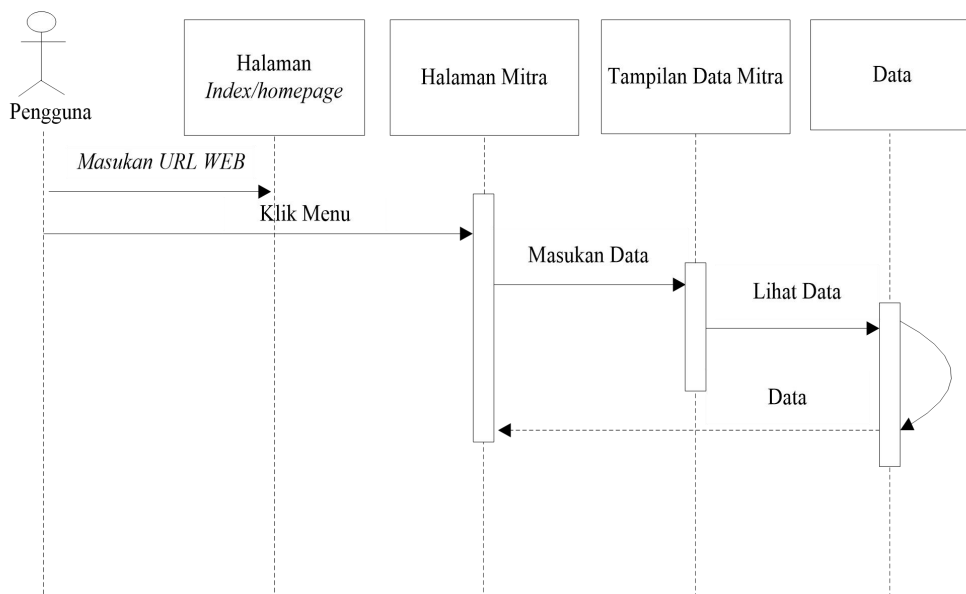 Pengguna
Halaman
Index/homepage
Halaman Mitra
Tampilan Data Mitra
Data
Masukan URL WEB
Klik Menu
Masukan Data
Lihat Data
Data